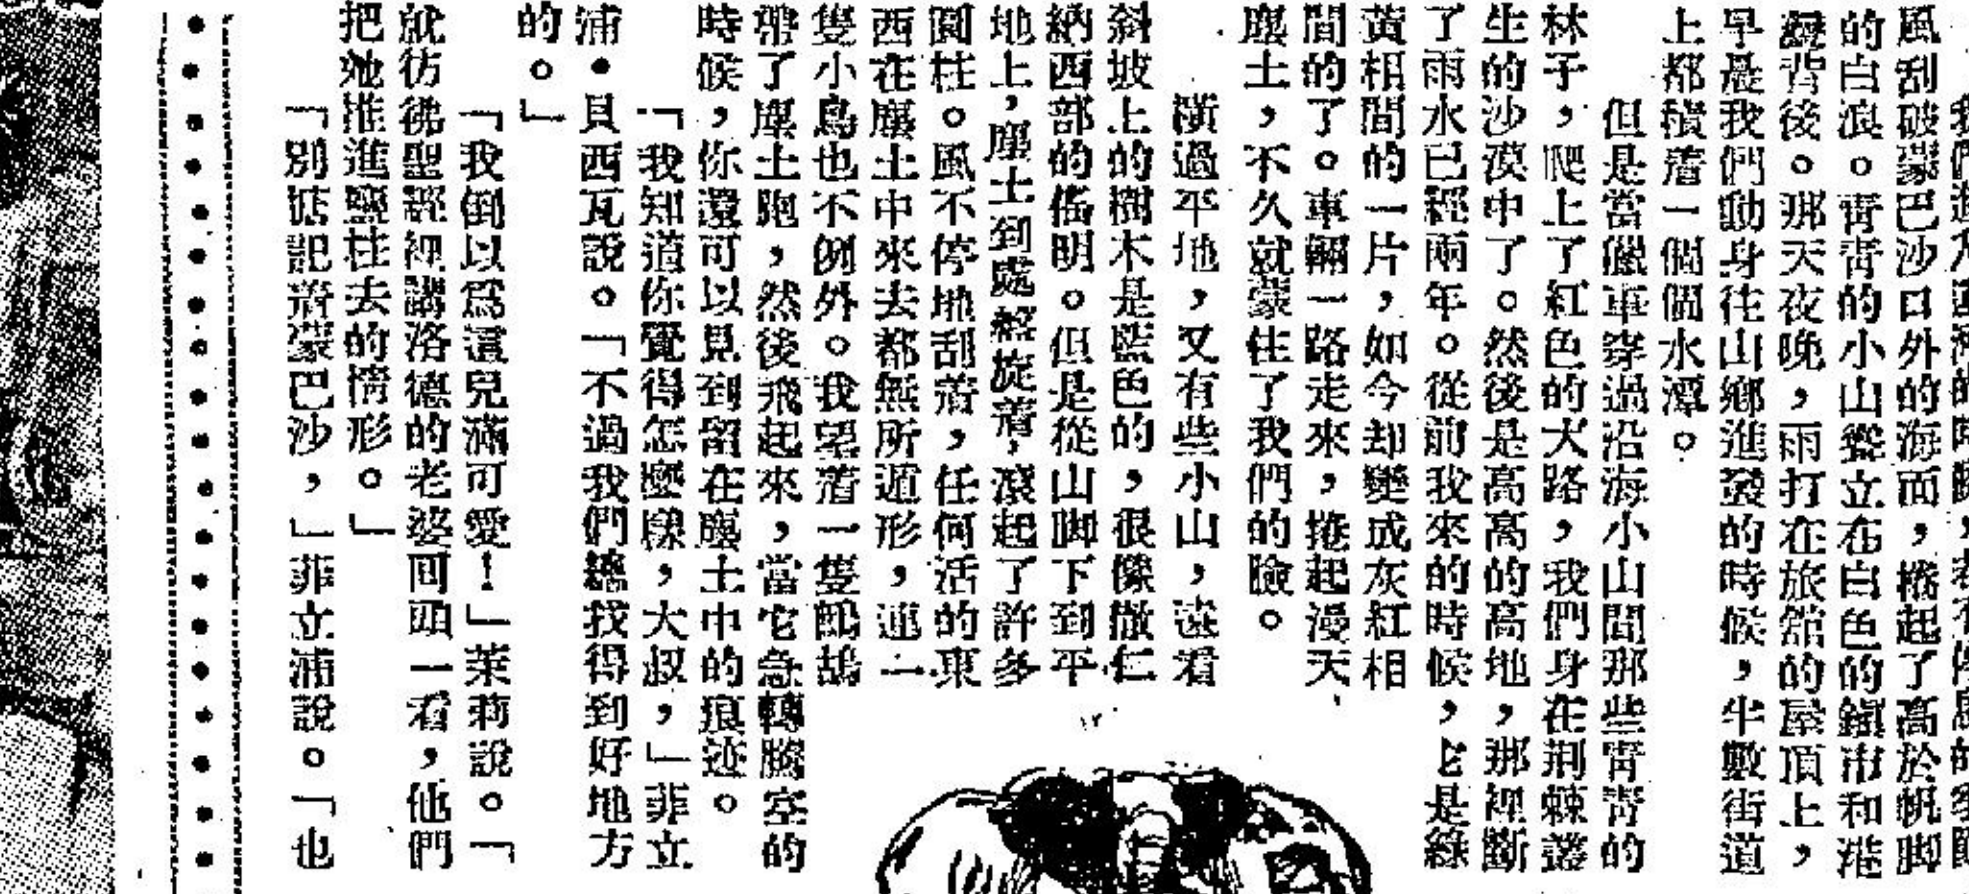 風刮破蒙巴沙口外的海面，捲起了高於帆脚
的白浪。青青的小山聳立在白色的鎮市和港
灣背後。那天夜晚，雨打在旅館的屋頂上，
早晨我們動身往山鄉進發的時候，半數街道
上都積着一個個水潭。
但是當儎車穿過沿海小山間那些青青的
林子，爬上了紅色的大路，我們身在荆棘叢
生的沙漠中了。然後是高高的高地，那裡斷
了雨水已經兩年。從前我來的時候，是綠
黃相間的一片，如今却變成灰紅相
間的了。車輛一路走來，捲起漫天
塵土，不久就蒙住了我們的臉。
橫過平地，又有些小山，遠看
斜坡上的樹木是藍色的，很像撒仁
納西部的傜明。但是從山脚下到平
地上，塵土到處盤旋着，滾起了許多
圓柱。風不停地刮着，任何活的東
西在塵土中來去都無所遁形，連一
隻小鳥也不例外。我望着一隻鷓鴣
帶了塵土跑，然後飛起來，當它急轉騰空的
時候，你還可以見到留在塵土中的痕迹。
「我知道你覺得怎麼樣，大叔，」菲立
浦•貝西瓦說。「不過我們總找得到好地方
的。」
「我倒以爲這兒滿可愛！」茉莉說。「
就彷彿聖經裡講洛德的老婆回頭一看，他們
把她推進鹽柱去的情形。」
「別惦記着蒙巴沙，」菲立浦說。「也